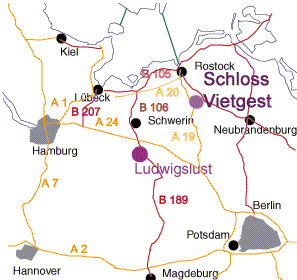 Kiel
Rostock
B 105
Schloss
Vietgest
A 20
Lübeck
A 1
B 207
B 106
A 24
Schwerin
A 19
Neubrandenburg
Hamburg
Ludwigslust
A 7
B 189
Berlin
Potsdam
A 2
Hannover
Magdeburg